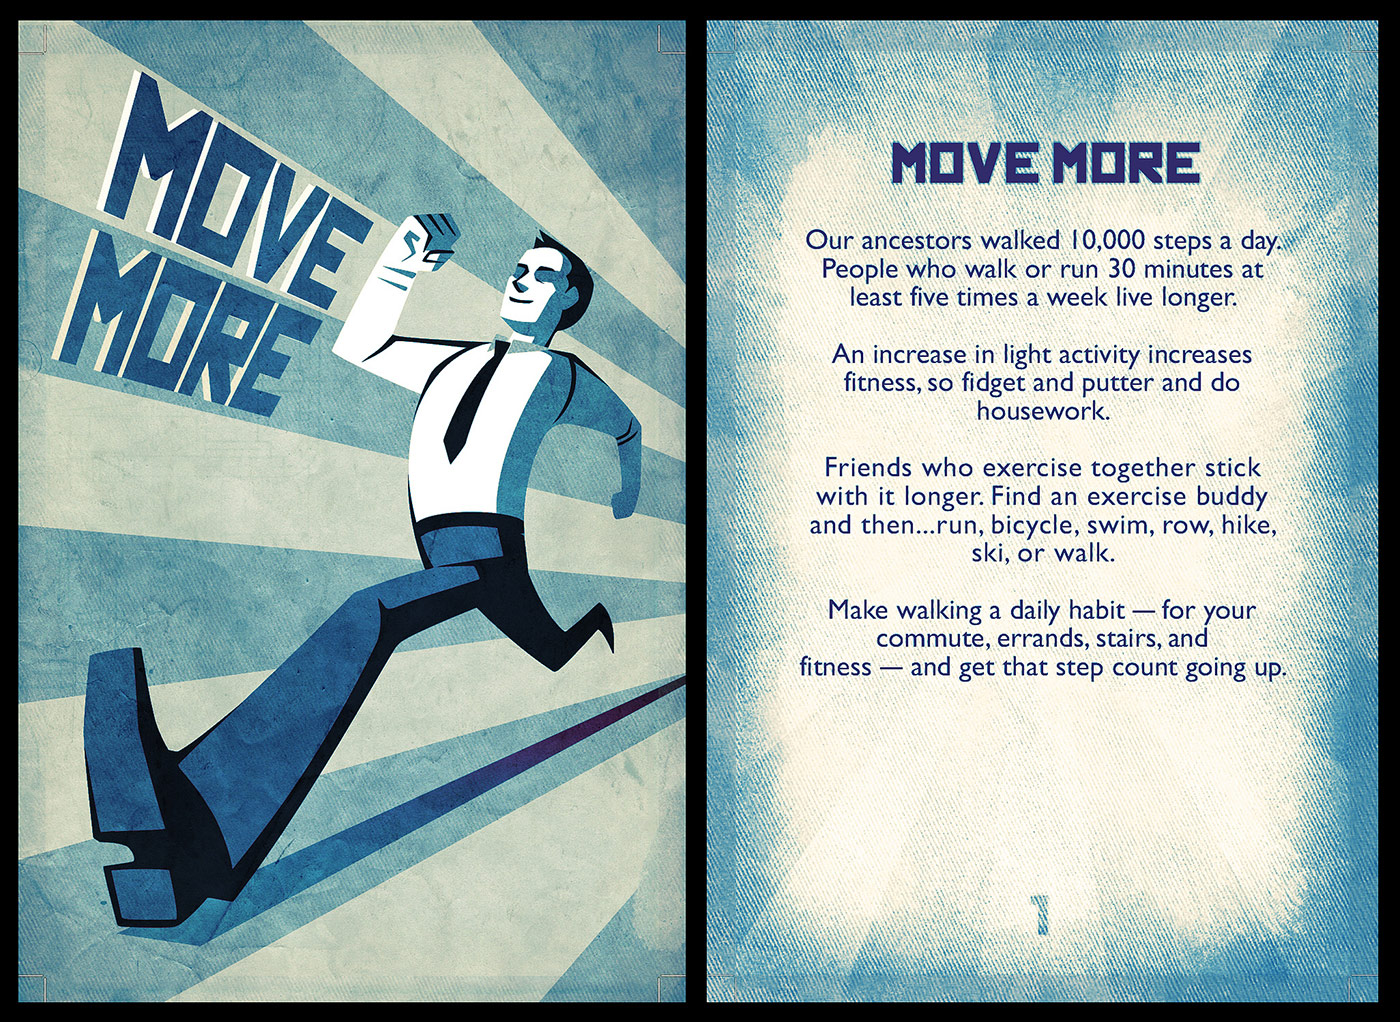 MOVE
MORE
MOVE MORE
Our ancestors walked 10,000 steps a day.
People who walk or run 30 minutes at
least five times a week live longer.
An increase in light activity increases
fitness, so fidget and putter and do
housework.
Friends who exercise together stick
with it longer. Find an exercise buddy
and then...run, bicycle, swim, row, hike,
ski, or walk.
Make walking a daily habit — for your
commute, errands, stairs, and
fitness — and get that step count going up.
1